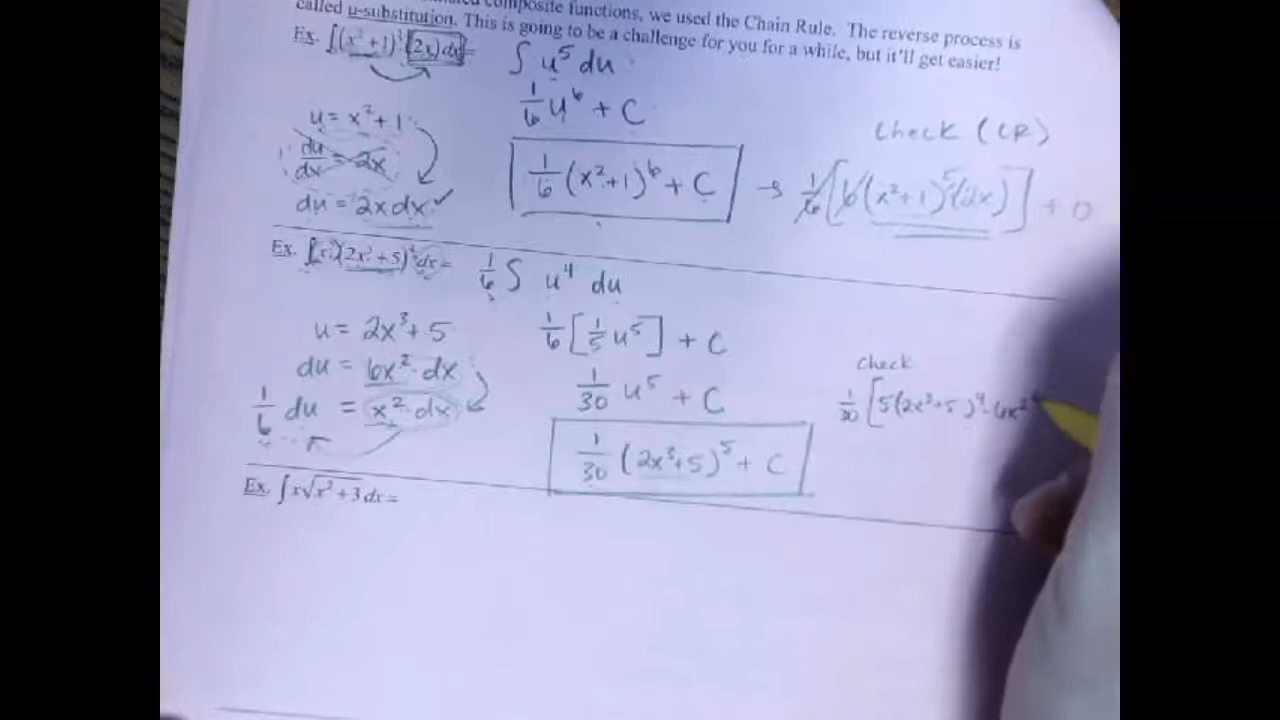 composite functions, we used the Chain Rule. The reverse process is
called u-substitution. This is going to be a challenge for you for a while, but it'll get easier!
Ex. ∫(x²+1)⁵(2x)dx=
∫ u⁵ du
1/6 u⁶ + C
u = x² + 1
du/dx = 2x
du = 2x dx ✓
1/6 (x²+1)⁶ + C
Check (CR)
→ 1/6 [6(x²+1)⁵(2x)] + 0
Ex. ∫(x²)(2x³+5)⁴dx=
1/6 ∫ u⁴ du
u = 2x³ + 5
du = 6x² · dx
1/6 du = x² dx
1/6 [1/5 u⁵] + C
1/30 u⁵ + C
1/30 (2x³+5)⁵ + C
check
1/30 [5(2x³+5)⁴ · 6x²
Ex. ∫x√x²+3 dx =